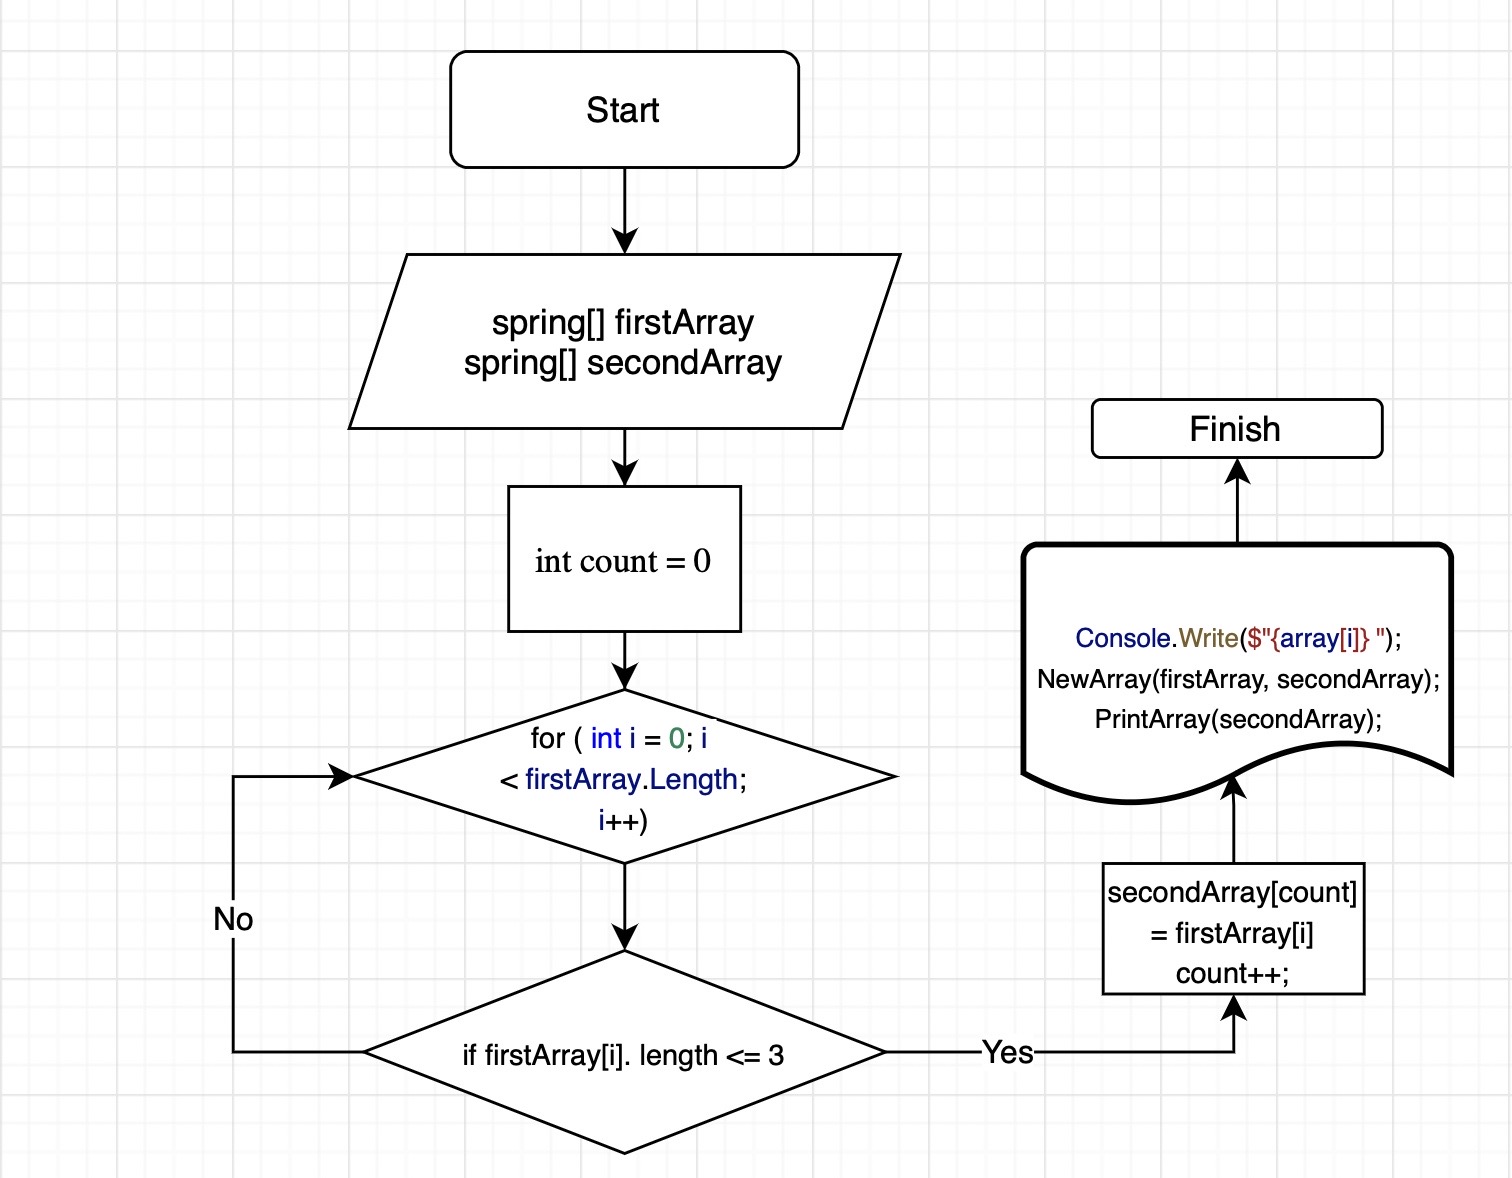 Start
spring[] firstArray
spring[] secondArray
int count = 0
for ( int i = 0; i
< firstArray.Length;
i++)
No
if firstArray[i]. length <= 3
Yes
secondArray[count]
= firstArray[i]
count++;
Console.Write($"{array[i]} ");
NewArray(firstArray, secondArray);
PrintArray(secondArray);
Finish